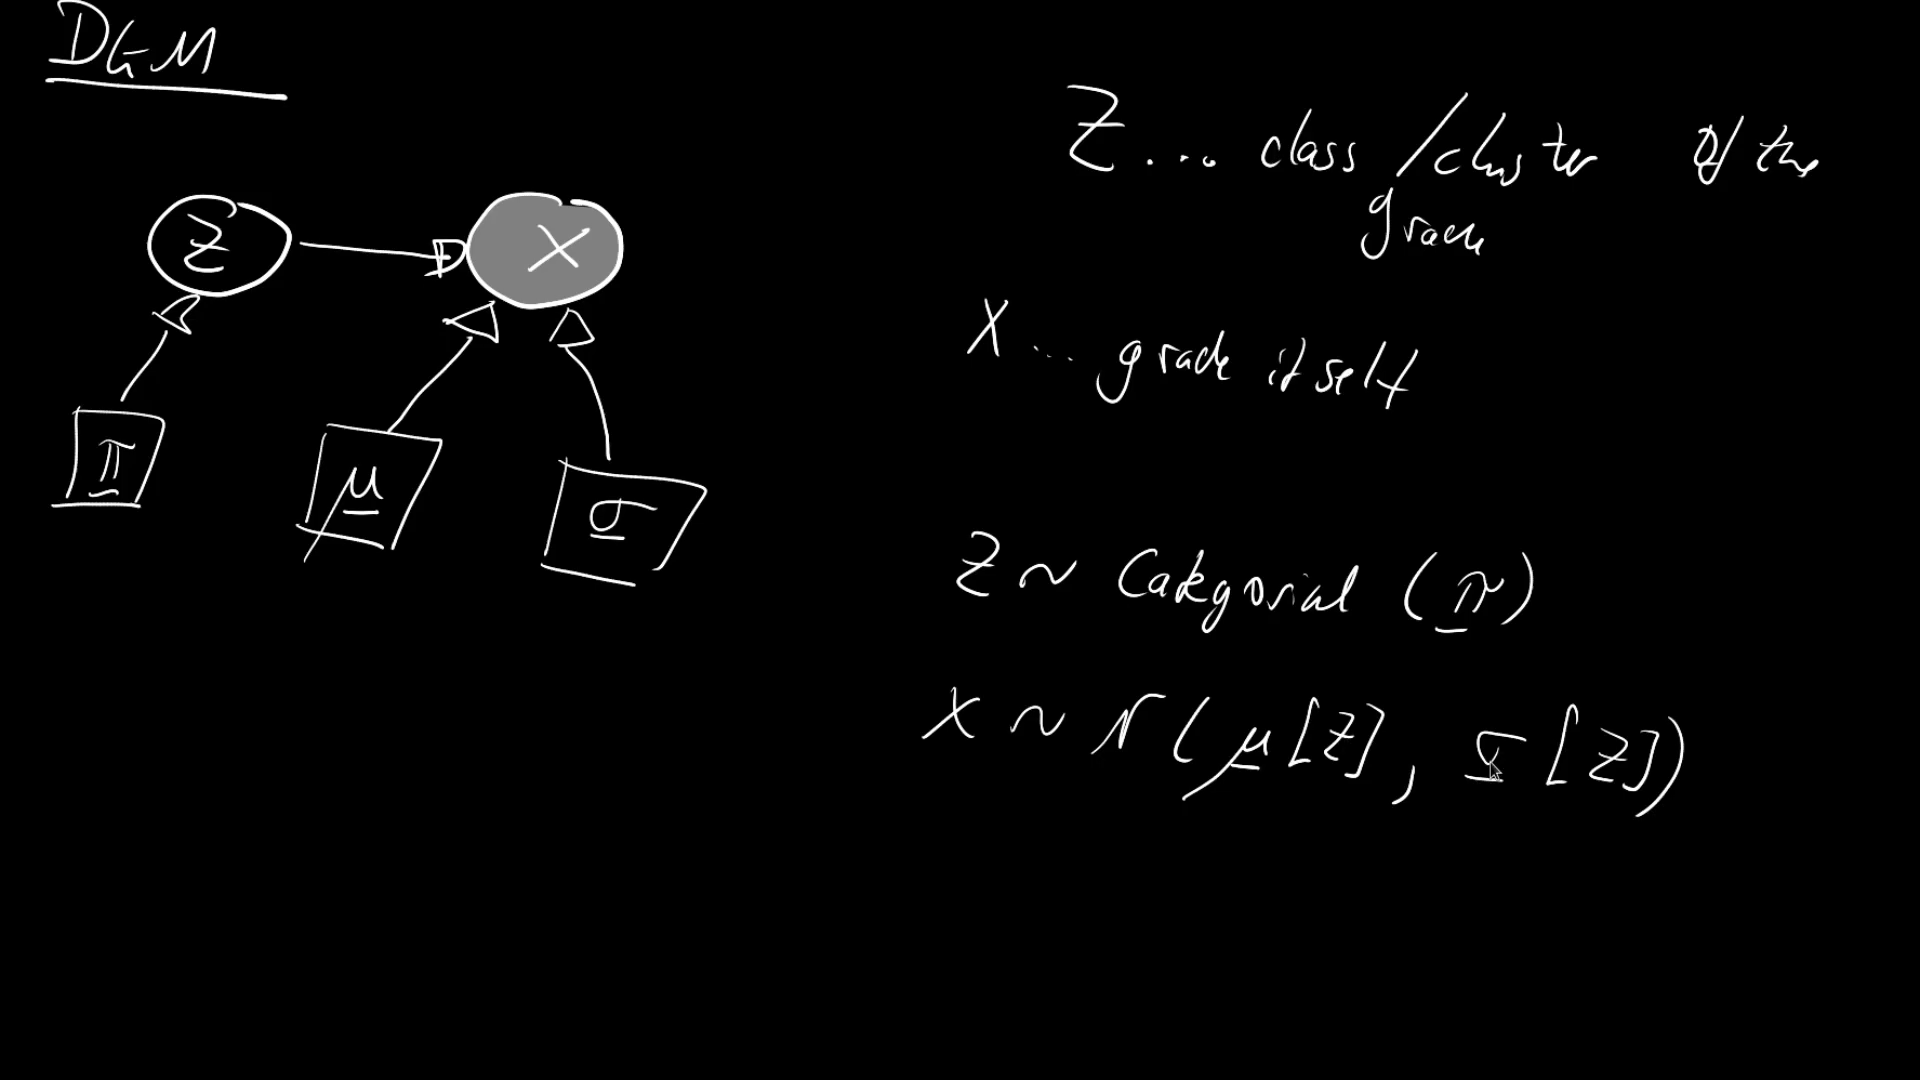 DGM
Z... class / cluster of the
grade
Z
X
X... grade itself
π
μ
σ
Z ~ Categorial (π)
X ~ N(μ[Z], σ[Z])